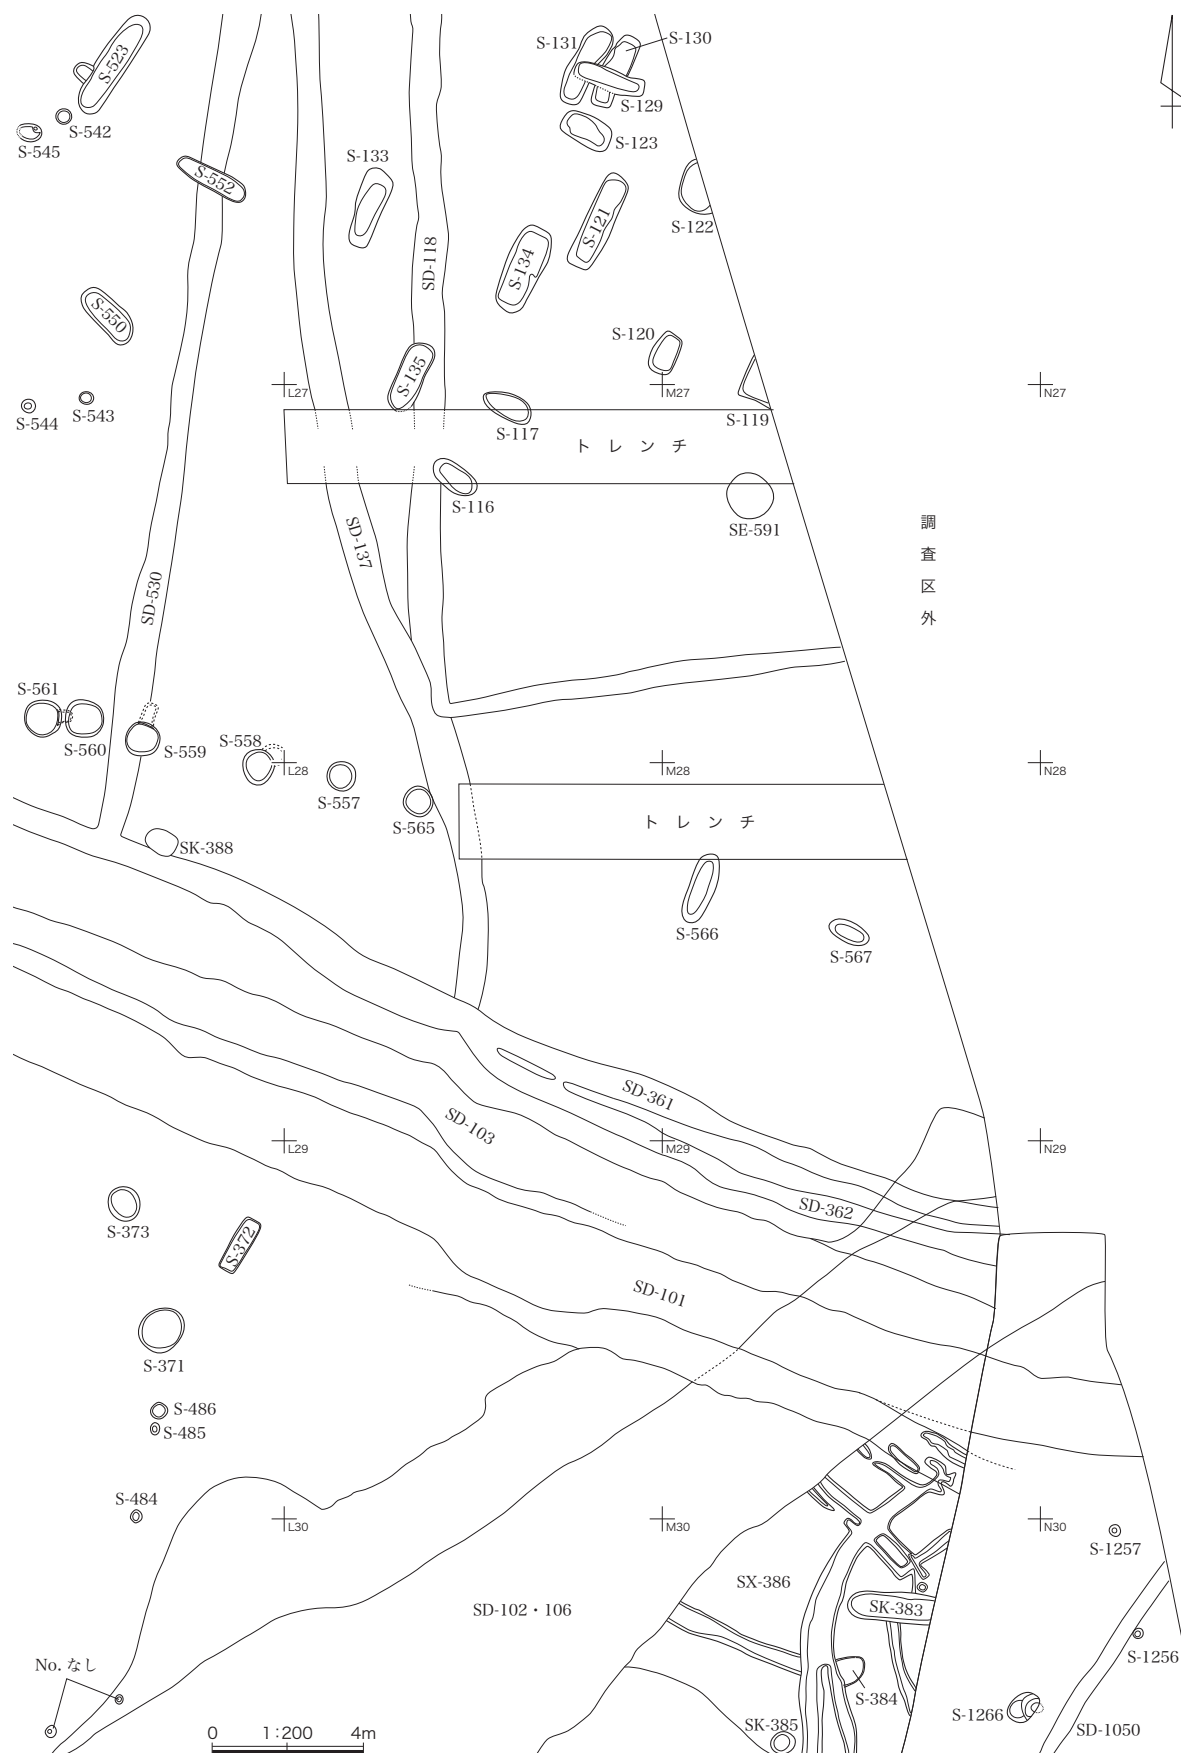 S-523
S-131
S-130
S-129
S-542
S-545
S-123
S-133
S-552
S-121
S-122
SD-118
S-134
S-550
S-120
S-135
L27
M27
N27
S-544
S-543
S-117
S-119
トレンチ
S-116
SE-591
SD-137
調査区外
SD-530
S-561
S-560
S-559
S-558
L28
M28
N28
S-557
S-565
トレンチ
SK-388
S-566
S-567
SD-361
SD-103
L29
M29
N29
S-373
SD-362
S-372
SD-101
S-371
S-486
S-485
S-484
L30
M30
N30
S-1257
SX-386
SD-102・106
SK-383
No. なし
S-1256
S-384
S-1266
SK-385
SD-1050
0 1:200 4m